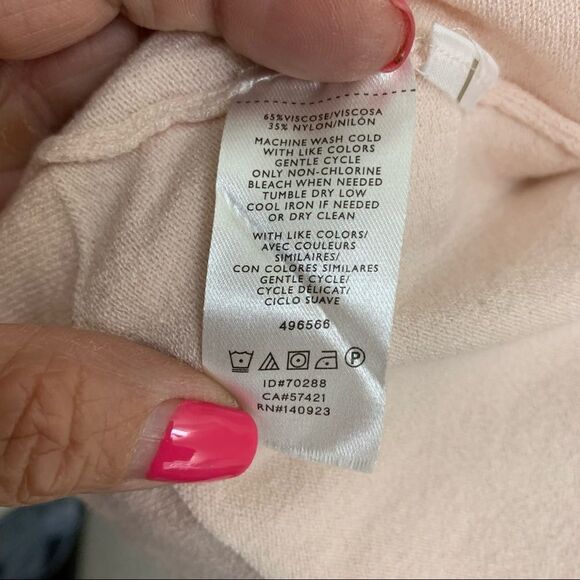 65%VISCOSE/VISCOSA
35% NYLON/NILÓN
MACHINE WASH COLD
WITH LIKE COLORS
GENTLE CYCLE
ONLY NON-CHLORINE
BLEACH WHEN NEEDED
TUMBLE DRY LOW
COOL IRON IF NEEDED
OR DRY CLEAN
WITH LIKE COLORS/
AVEC COULEURS
SIMILAIRES/
CON COLORES SIMILARES
GENTLE CYCLE/
CYCLE DÉLICAT/
CICLO SUAVE
496566
P
ID#70288
CA#57421
RN#140923